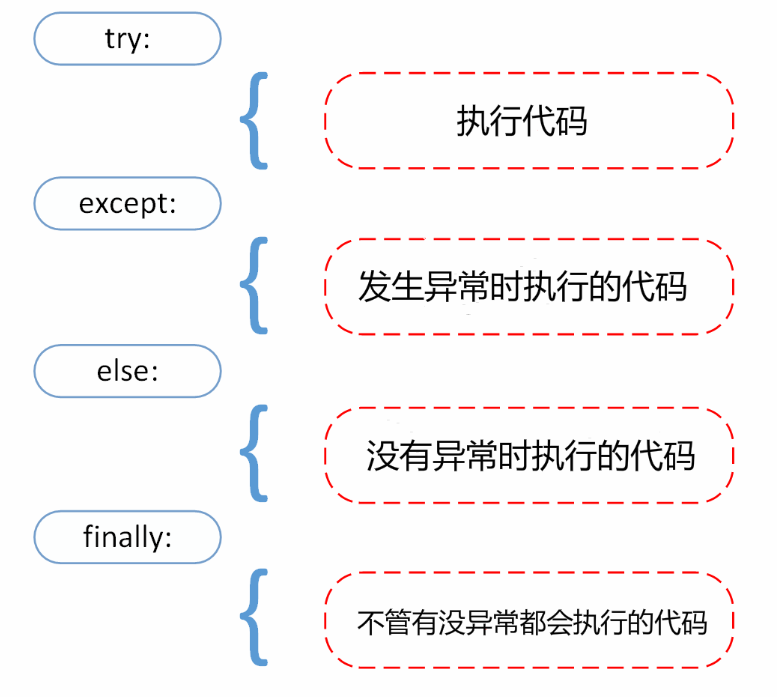 try:
执行代码
except:
发生异常时执行的代码
else:
没有异常时执行的代码
finally:
不管有没异常都会执行的代码